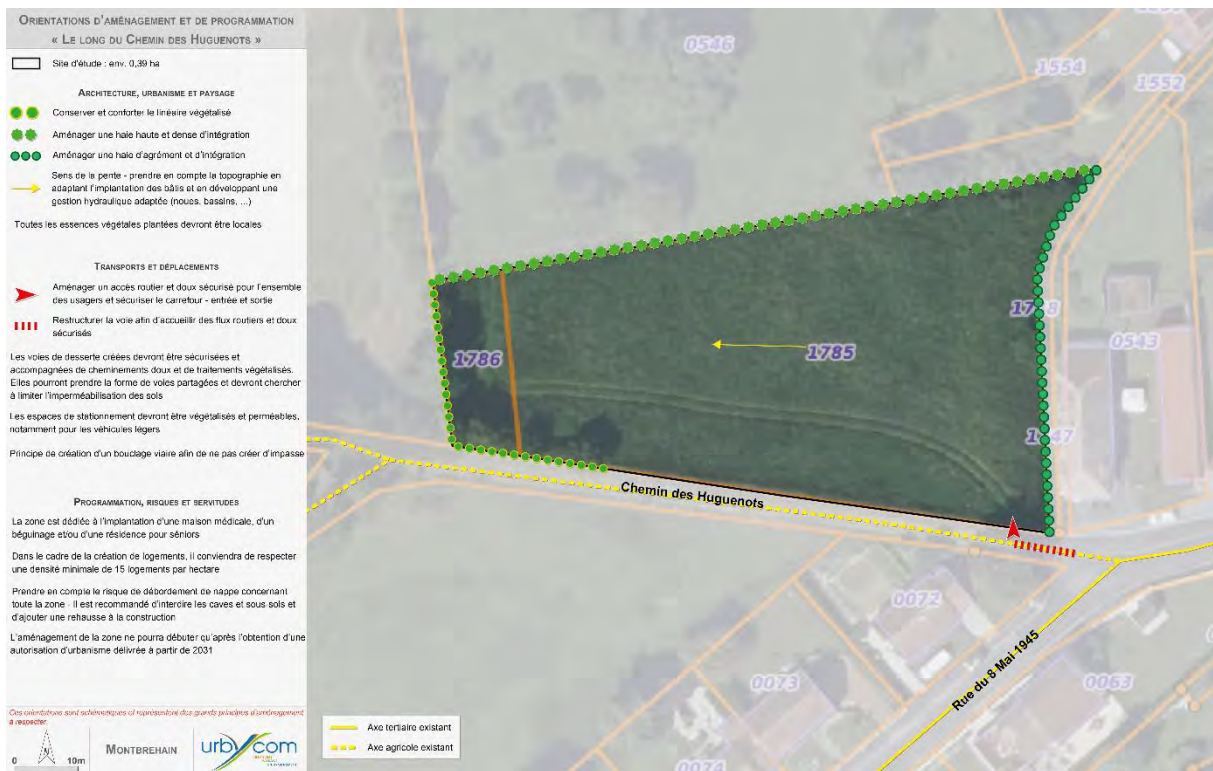 ORIENTATIONS D'AMÉNAGEMENT ET DE PROGRAMMATION
« LE LONG DU CHEMIN DES HUGUENOTS »
Site d'étude : env. 0,39 ha
ARCHITECTURE, URBANISME ET PAYSAGE
Conserver et conforter le linéaire végétalisé
Aménager une haie haute et dense d'intégration
Aménager une haie d'agrément et d'intégration
Sens de la pente - prendre en compte la topographie en
adaptant l'implantation des bâtis et en développant une
gestion hydraulique adaptée (noues, bassins, ...)
Toutes les essences végétales plantées devront être locales
TRANSPORTS ET DÉPLACEMENTS
Aménager un accès routier et doux sécurisé pour l'ensemble
des usagers et sécuriser le carrefour - entrée et sortie
Restructurer la voie afin d'accueillir des flux routiers et doux
sécurisés
Les voies de desserte créées devront être sécurisées et
accompagnées de cheminements doux et de traitements végétalisés.
Elles pourront prendre la forme de voies partagées et devront chercher
à limiter l'imperméabilisation des sols
Les espaces de stationnement devront être végétalisés et perméables,
notamment pour les véhicules légers
Principe de création d'un bouclage viaire afin de ne pas créer d'impasse
PROGRAMMATION, RISQUES ET SERVITUDES
La zone est dédiée à l'implantation d'une maison médicale, d'un
béguinage et/ou d'une résidence pour séniors
Dans le cadre de la création de logements, il conviendra de respecter
une densité minimale de 15 logements par hectare
Prendre en compte le risque de débordement de nappe concernant
toute la zone - Il est recommandé d'interdire les caves et sous sols et
d'ajouter une rehausse à la construction
L'aménagement de la zone ne pourra débuter qu'après l'obtention d'une
autorisation d'urbanisme délivrée à partir de 2031
Ces orientations sont schématiques et représentent des grands principes d'aménagement
à respecter.
0 10m
MONTBREHAIN
urbycom
0546
1554
1552
1786
1785
0543
Chemin des Huguenots
0072
0073
0063
0074
Rue du 8 Mai 1945
Axe tertiaire existant
Axe agricole existant